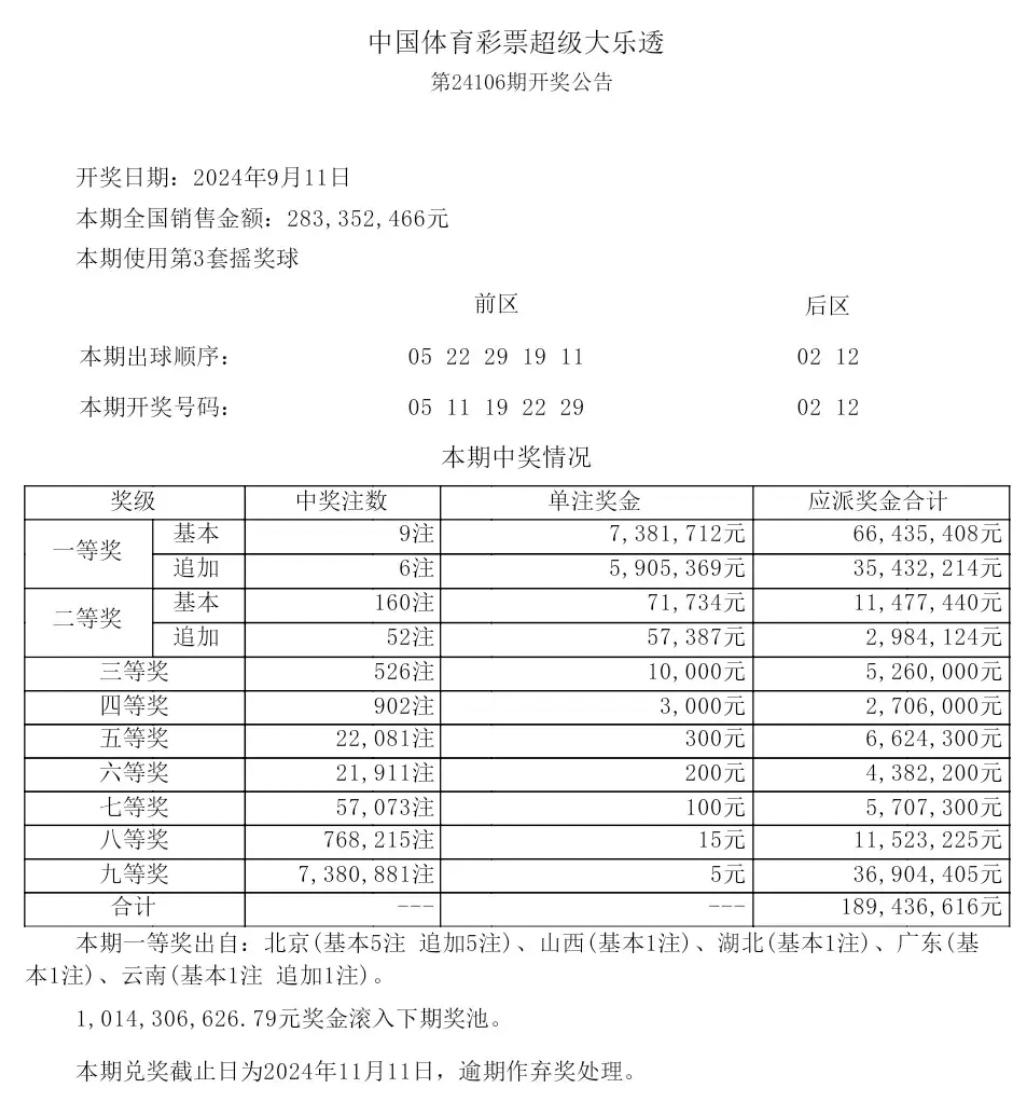 中国体育彩票超级大乐透
第24106期开奖公告
开奖日期：2024年9月11日
本期全国销售金额：283,352,466元
本期使用第3套摇奖球
前区 后区
本期出球顺序： 05 22 29 19 11 02 12
本期开奖号码： 05 11 19 22 29 02 12
本期中奖情况
奖级 中奖注数 单注奖金 应派奖金合计
一等奖 基本 9注 7,381,712元 66,435,408元
追加 6注 5,905,369元 35,432,214元
二等奖 基本 160注 71,734元 11,477,440元
追加 52注 57,387元 2,984,124元
三等奖 526注 10,000元 5,260,000元
四等奖 902注 3,000元 2,706,000元
五等奖 22,081注 300元 6,624,300元
六等奖 21,911注 200元 4,382,200元
七等奖 57,073注 100元 5,707,300元
八等奖 768,215注 15元 11,523,225元
九等奖 7,380,881注 5元 36,904,405元
合计 --- --- 189,436,616元
本期一等奖出自：北京(基本5注 追加5注)、山西(基本1注)、湖北(基本1注)、广东(基
本1注)、云南(基本1注 追加1注)。
1,014,306,626.79元奖金滚入下期奖池。
本期兑奖截止日为2024年11月11日，逾期作弃奖处理。